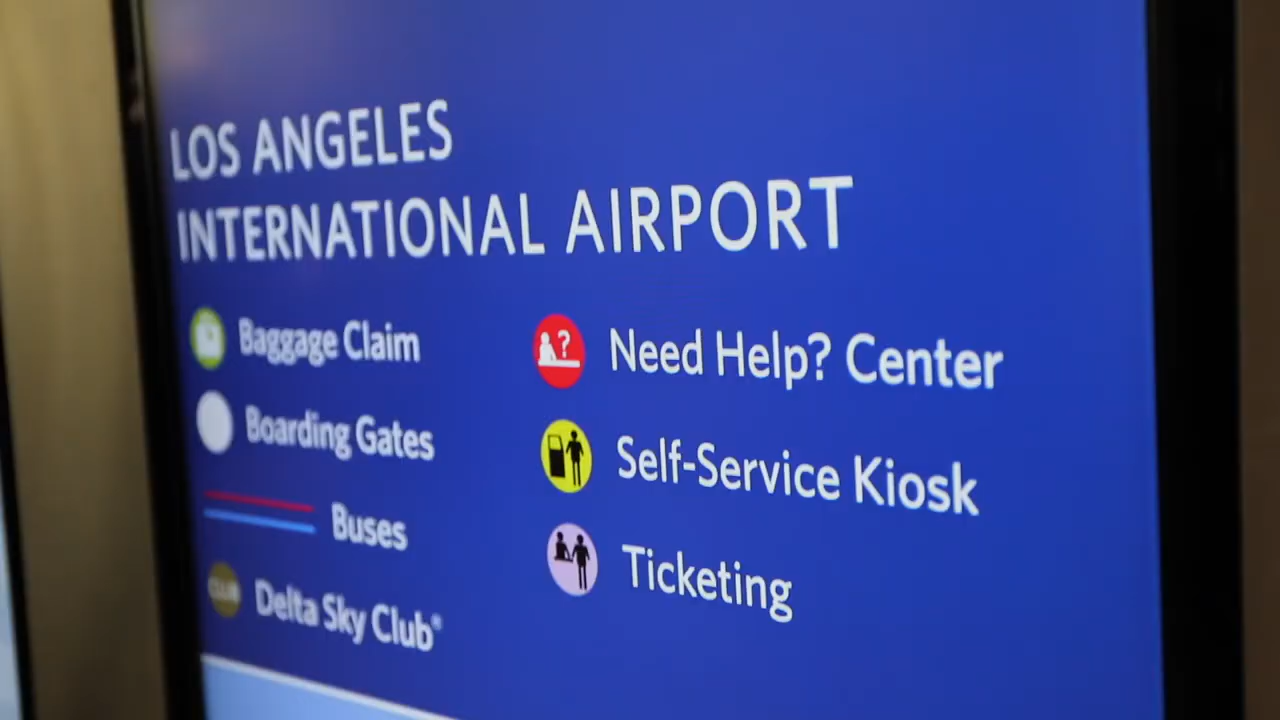 LOS ANGELES
INTERNATIONAL AIRPORT
Baggage Claim
Boarding Gates
Buses
CLUB
Delta Sky Club®
Need Help? Center
Self-Service Kiosk
Ticketing